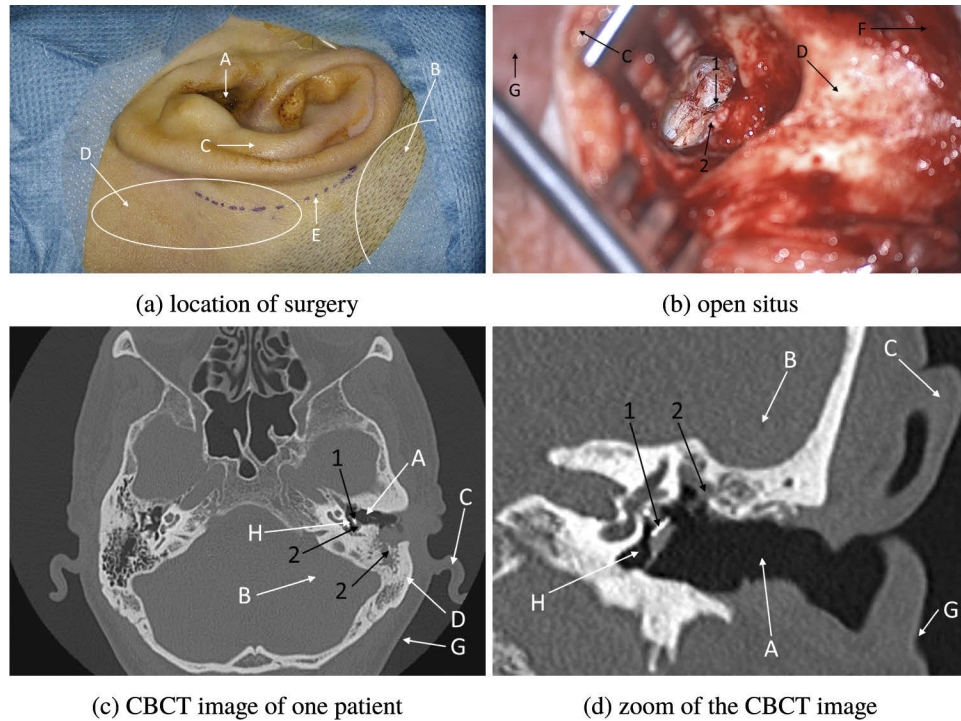 A
B
C
D
E
F
C
D
1
G
2
(a) location of surgery
(b) open situs
1
A
C
H
2
B
2
D
G
B
C
1
2
H
A
G
(c) CBCT image of one patient
(d) zoom of the CBCT image